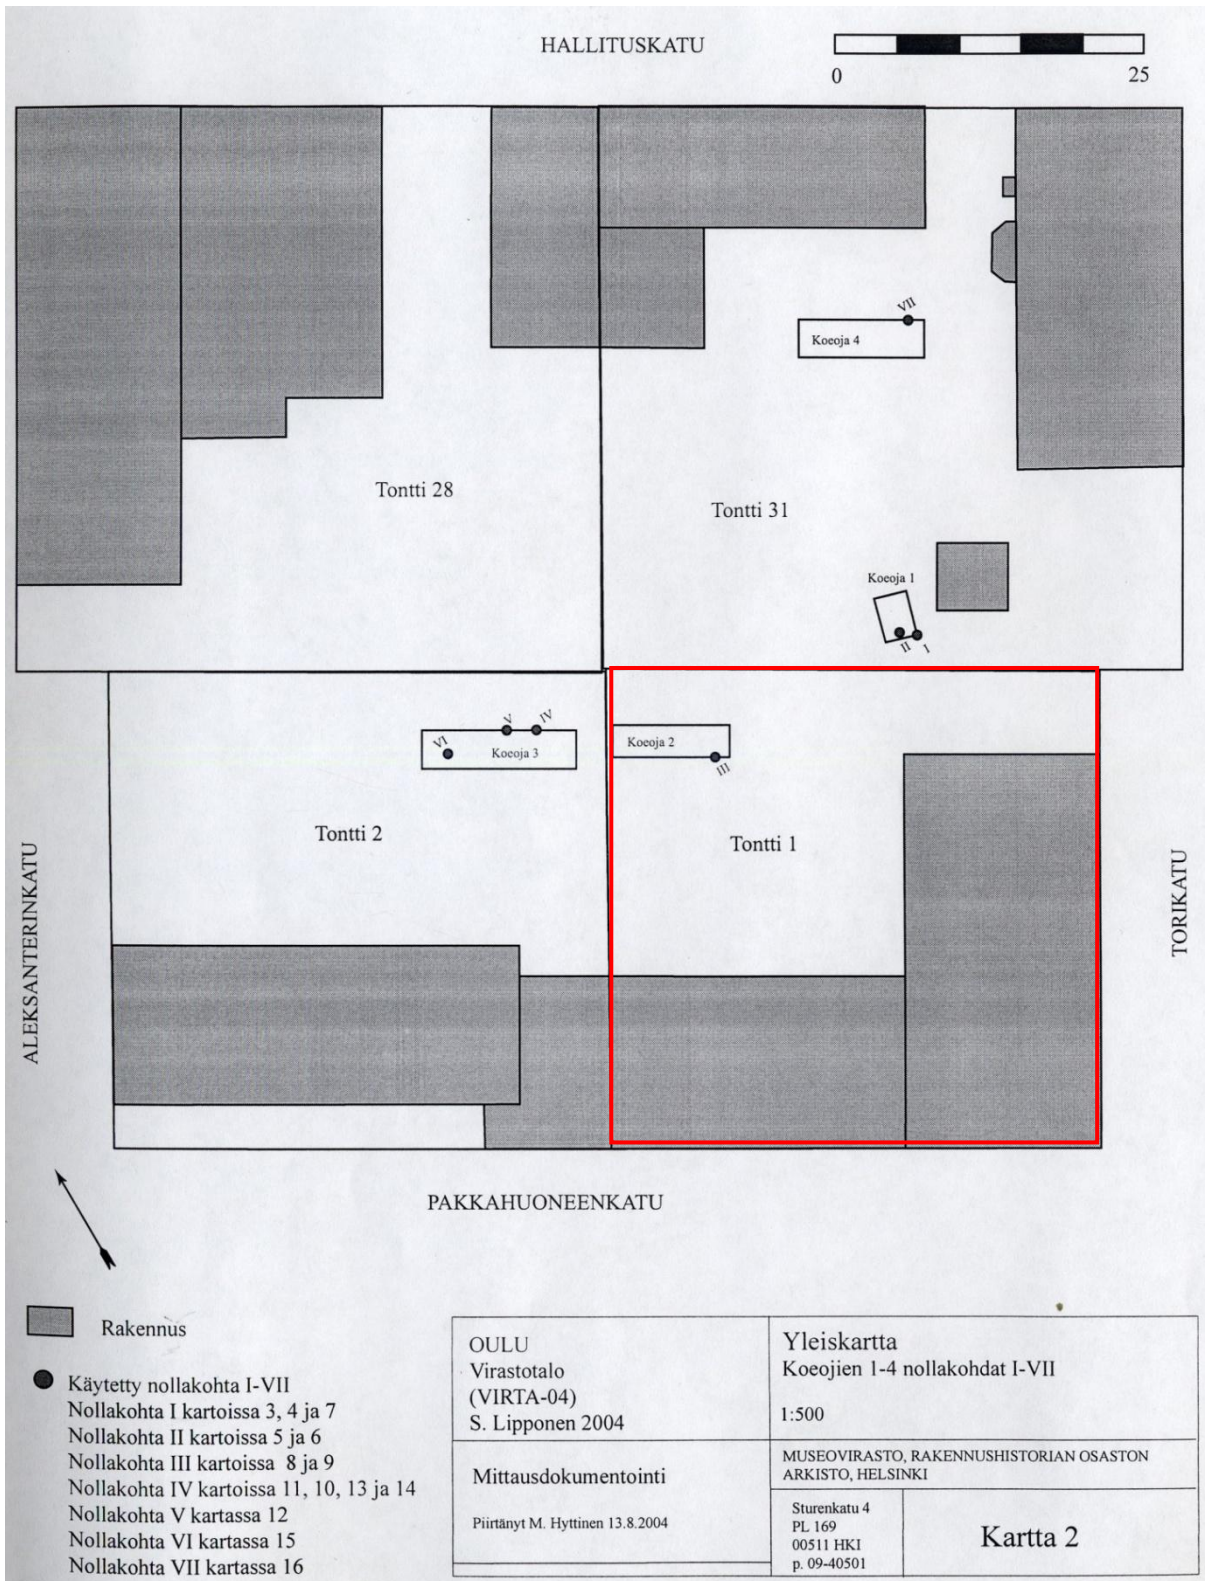 HALLITUSKATU
0 25
VII
Koeoja 4
Tontti 28
Tontti 31
Koeoja 1
II I
V IV
VI
Koeoja 3
Koeoja 2
III
Tontti 2
Tontti 1
ALEKSANTERINKATU
TORIKATU
PAKKAHUONEENKATU
Rakennus
Käytetty nollakohta I-VII
Nollakohta I kartoissa 3, 4 ja 7
Nollakohta II kartoissa 5 ja 6
Nollakohta III kartoissa 8 ja 9
Nollakohta IV kartoissa 11, 10, 13 ja 14
Nollakohta V kartassa 12
Nollakohta VI kartassa 15
Nollakohta VII kartassa 16
OULU
Virastotalo
(VIRTA-04)
S. Lipponen 2004
Mittausdokumentointi
Piirtänyt M. Hyttinen 13.8.2004
Yleiskartta
Koeojien 1-4 nollakohdat I-VII
1:500
MUSEOVIRASTO, RAKENNUSHISTORIAN OSASTON
ARKISTO, HELSINKI
Sturenkatu 4
PL 169
00511 HKI
p. 09-40501
Kartta 2